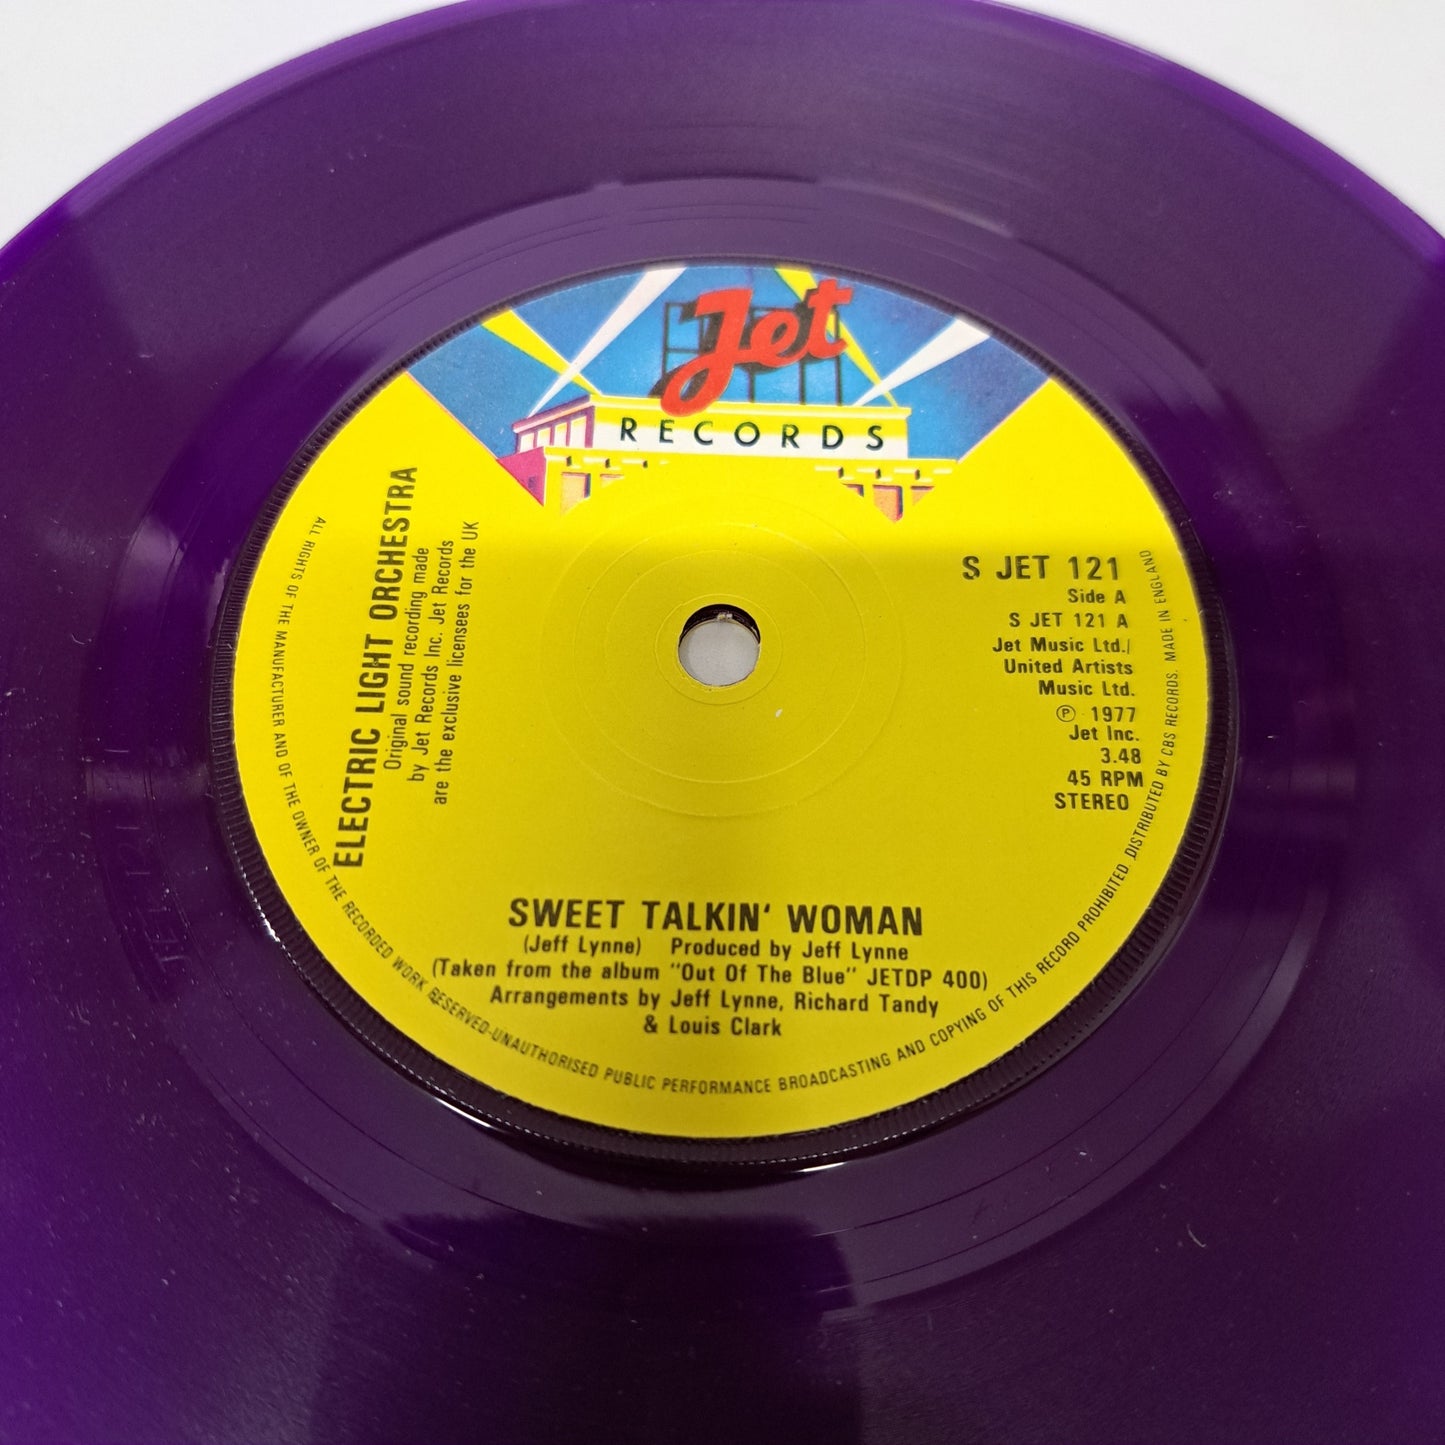 Jet
RECORDS
ELECTRIC LIGHT ORCHESTRA
Original sound recording made
by Jet Records Inc. Jet Records
are the exclusive licensees for the UK
S JET 121
Side A
S JET 121 A
Jet Music Ltd./
United Artists
Music Ltd.
℗ 1977
Jet Inc.
3.48
45 RPM
STEREO
SWEET TALKIN' WOMAN
(Jeff Lynne) Produced by Jeff Lynne
(Taken from the album "Out Of The Blue" JETDP 400)
Arrangements by Jeff Lynne, Richard Tandy
& Louis Clark
ALL RIGHTS OF THE MANUFACTURER AND OF THE OWNER OF THE RECORDED WORK RESERVED-UNAUTHORISED PUBLIC PERFORMANCE BROADCASTING AND COPYING OF THIS RECORD PROHIBITED. DISTRIBUTED BY CBS RECORDS. MADE IN ENGLAND